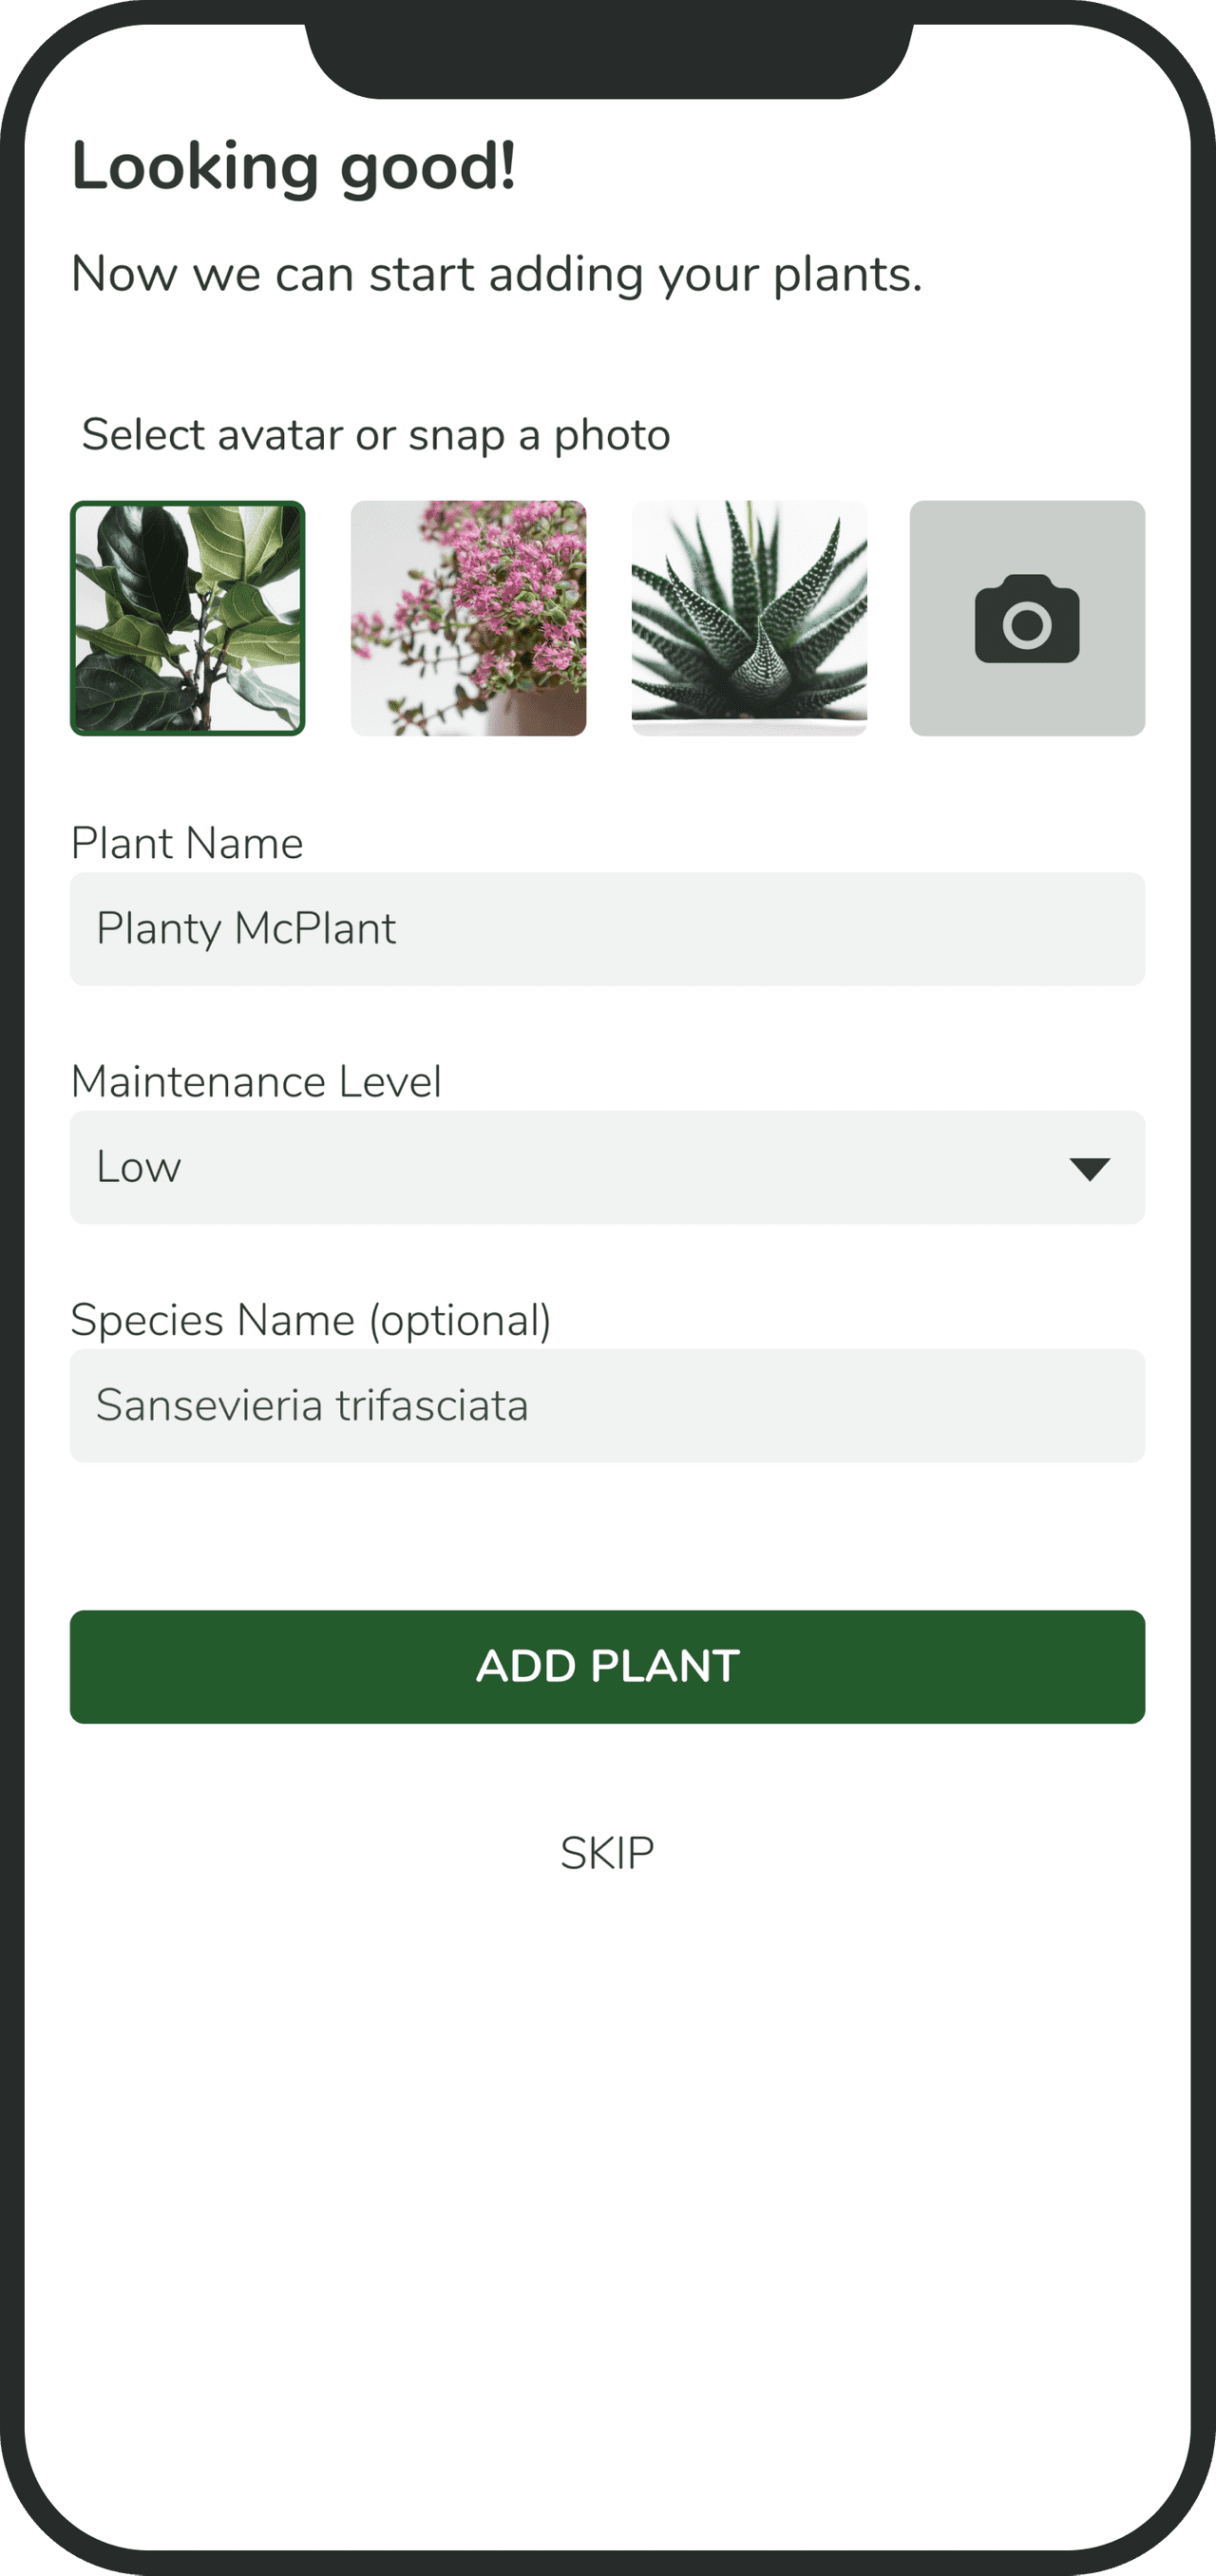 Looking good!
Now we can start adding your plants.
Select avatar or snap a photo
Plant Name
Planty McPlant
Maintenance Level
Low
Species Name (optional)
Sansevieria trifasciata
ADD PLANT
SKIP